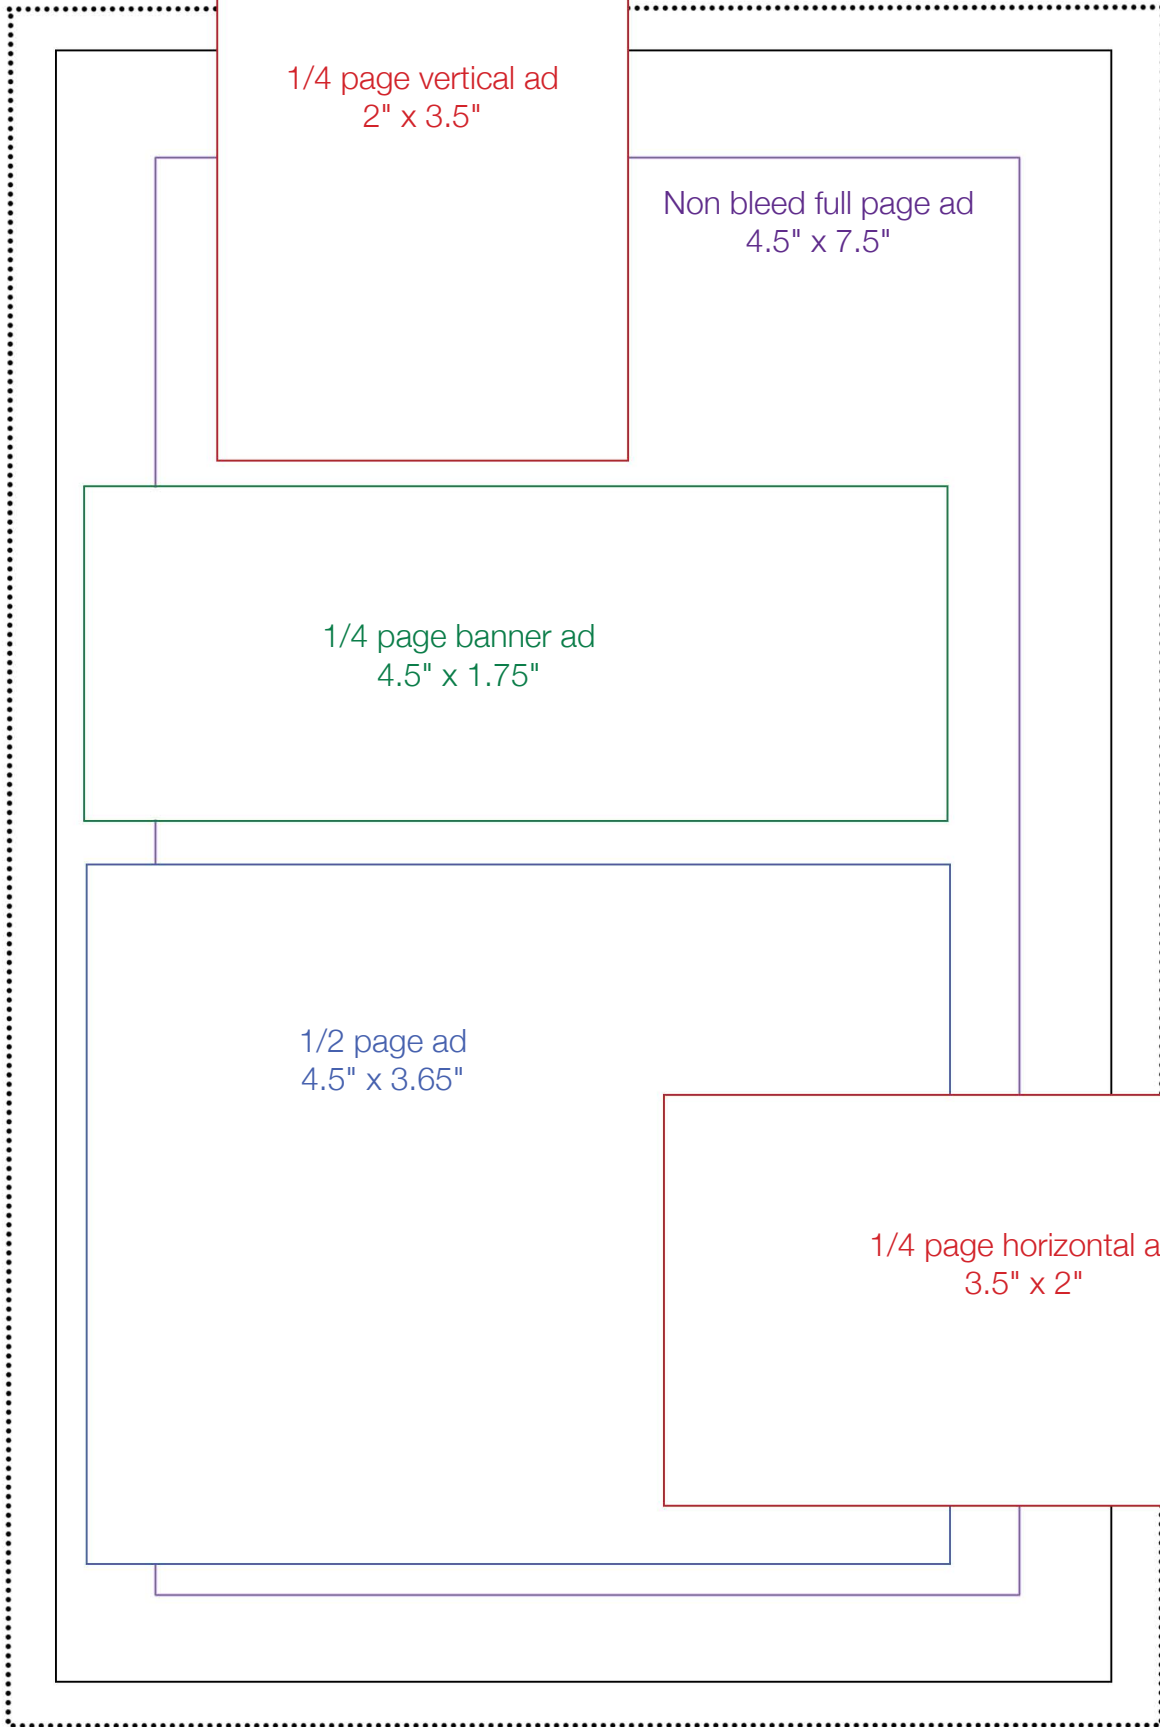 1/4 page vertical ad
2" x 3.5"
Non bleed full page ad
4.5" x 7.5"
1/4 page banner ad
4.5" x 1.75"
1/2 page ad
4.5" x 3.65"
1/4 page horizontal a
3.5" x 2"